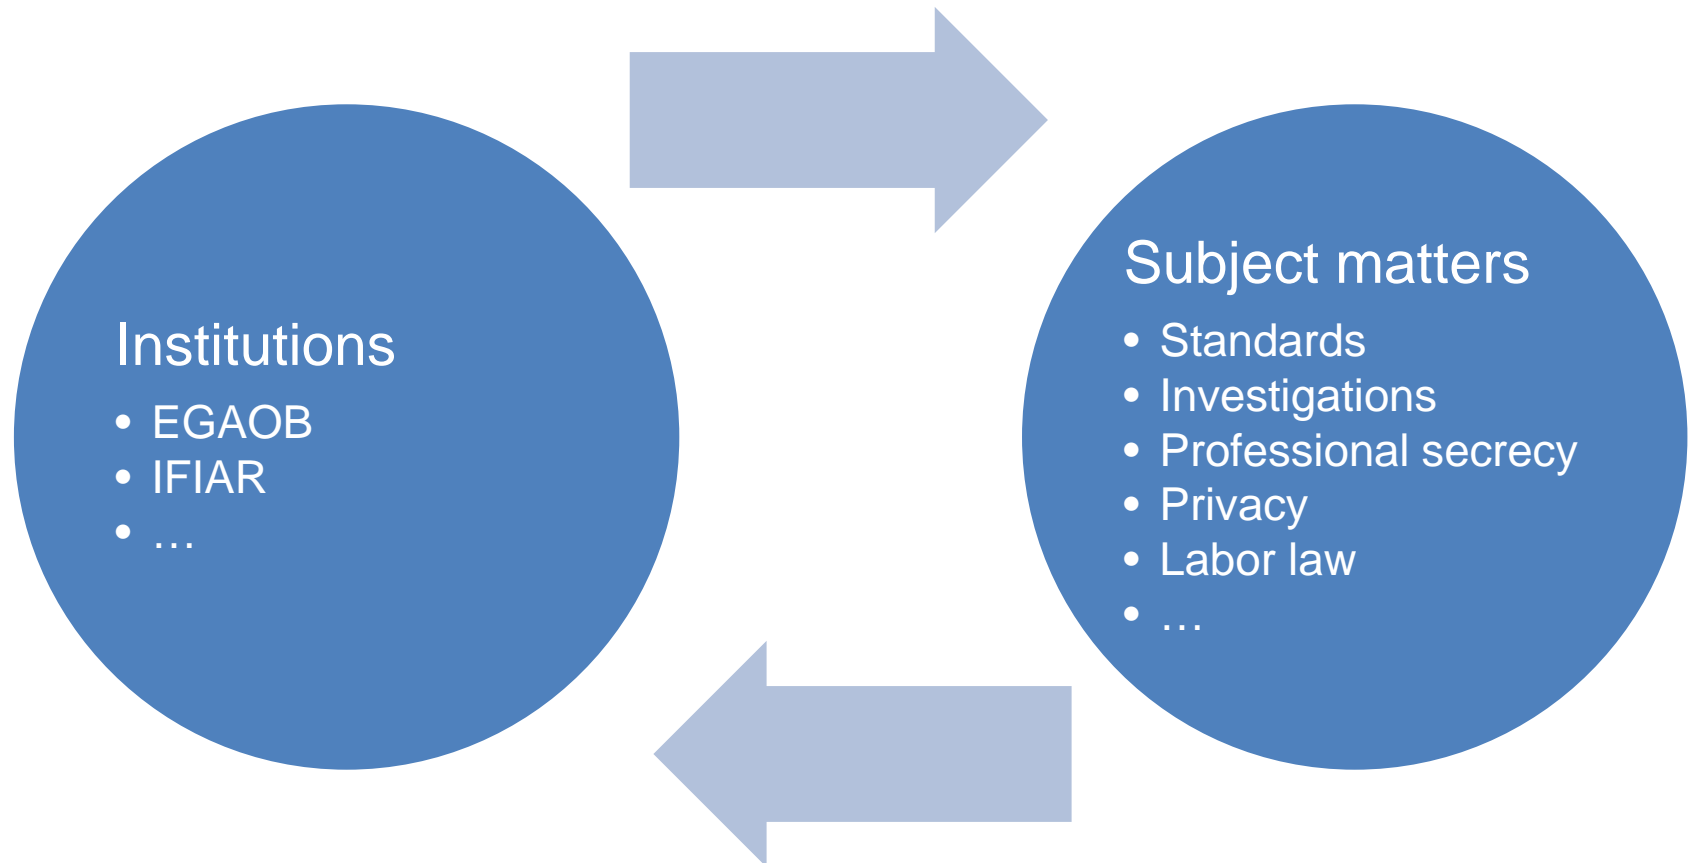 Institutions
• EGAOB
• IFIAR
• …
Subject matters
• Standards
• Investigations
• Professional secrecy
• Privacy
• Labor law
• …